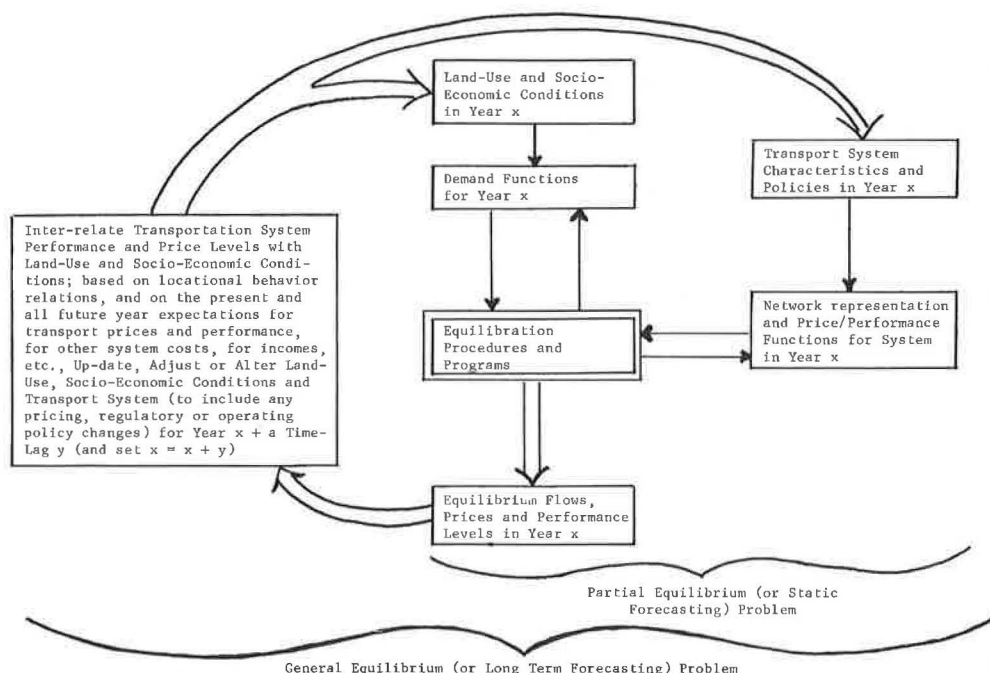 Land-Use and Socio-
Economic Conditions
in Year x
Demand Functions
for Year x
Transport System
Characteristics and
Policies in Year x
Inter-relate Transportation System
Performance and Price Levels with
Land-Use and Socio-Economic Condi-
tions; based on locational behavior
relations, and on the present and
all future year expectations for
transport prices and performance,
for other system costs, for incomes,
etc., Up-date, Adjust or Alter Land-
Use, Socio-Economic Conditions and
Transport System (to include any
pricing, regulatory or operating
policy changes) for Year x + a Time-
Lag y (and set x = x + y)
Equilibration
Procedures and
Programs
Network representation
and Price/Performance
Functions for System
in Year x
Equilibrium Flows,
Prices and Performance
Levels in Year x
Partial Equilibrium (or Static
Forecasting) Problem
General Equilibrium (or Long Term Forecasting) Problem